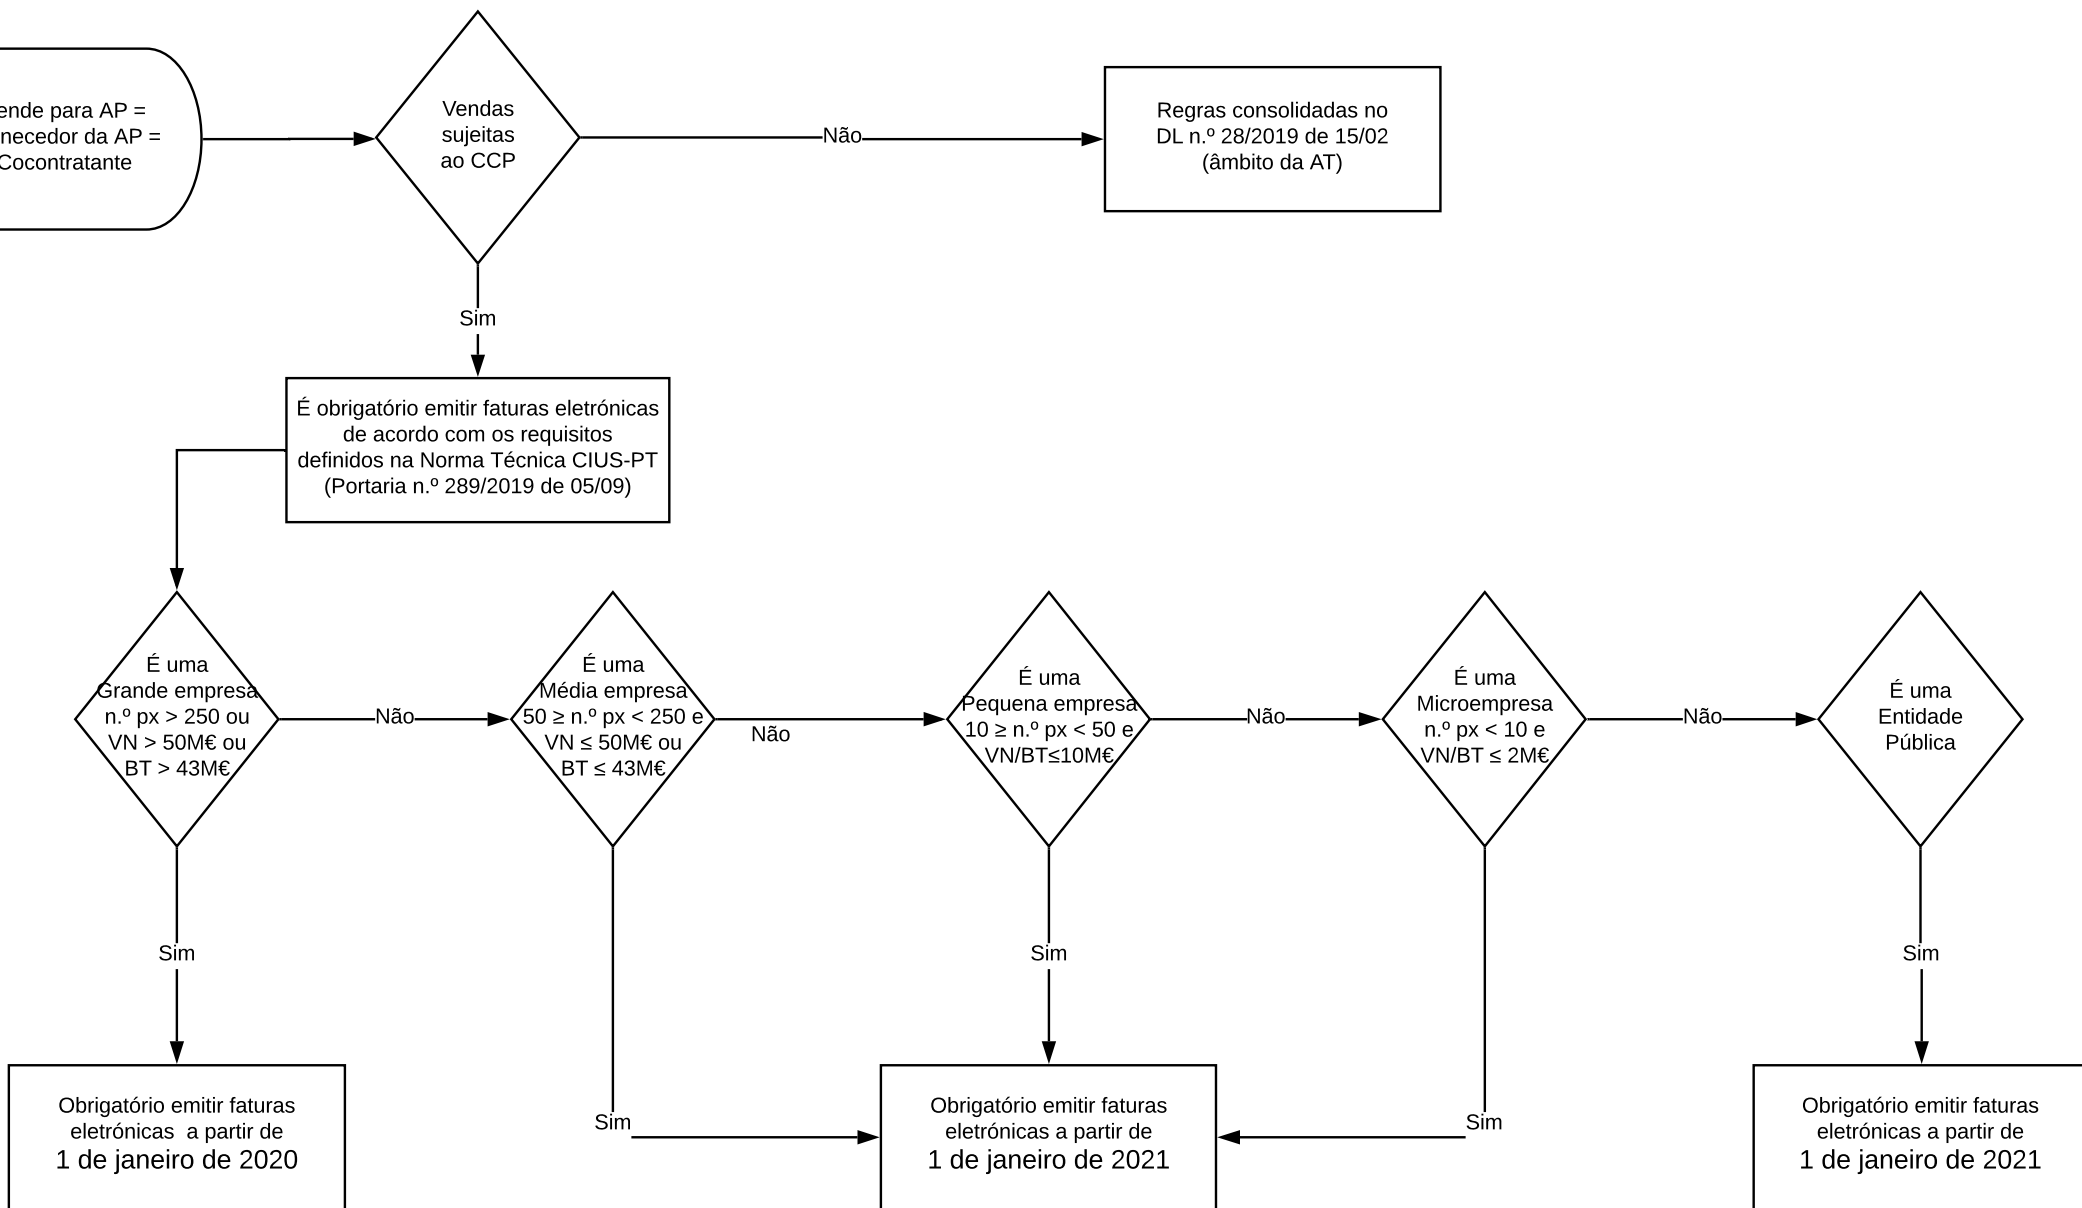 ende para AP =
necedor da AP =
Cocontratante
Vendas
sujeitas
ao CCP
Não
Regras consolidadas no
DL n.º 28/2019 de 15/02
(âmbito da AT)
Sim
É obrigatório emitir faturas eletrónicas
de acordo com os requisitos
definidos na Norma Técnica CIUS-PT
(Portaria n.º 289/2019 de 05/09)
É uma
Grande empresa
n.º px > 250 ou
VN > 50M€ ou
BT > 43M€
Não
É uma
Média empresa
50 ≥ n.º px < 250 e
VN ≤ 50M€ ou
BT ≤ 43M€
Não
É uma
Pequena empresa
10 ≥ n.º px < 50 e
VN/BT≤10M€
Não
É uma
Microempresa
n.º px < 10 e
VN/BT ≤ 2M€
Não
É uma
Entidade
Pública
Sim
Sim
Sim
Sim
Sim
Obrigatório emitir faturas
eletrónicas  a partir de
1 de janeiro de 2020
Obrigatório emitir faturas
eletrónicas a partir de
1 de janeiro de 2021
Obrigatório emitir faturas
eletrónicas a partir de
1 de janeiro de 2021